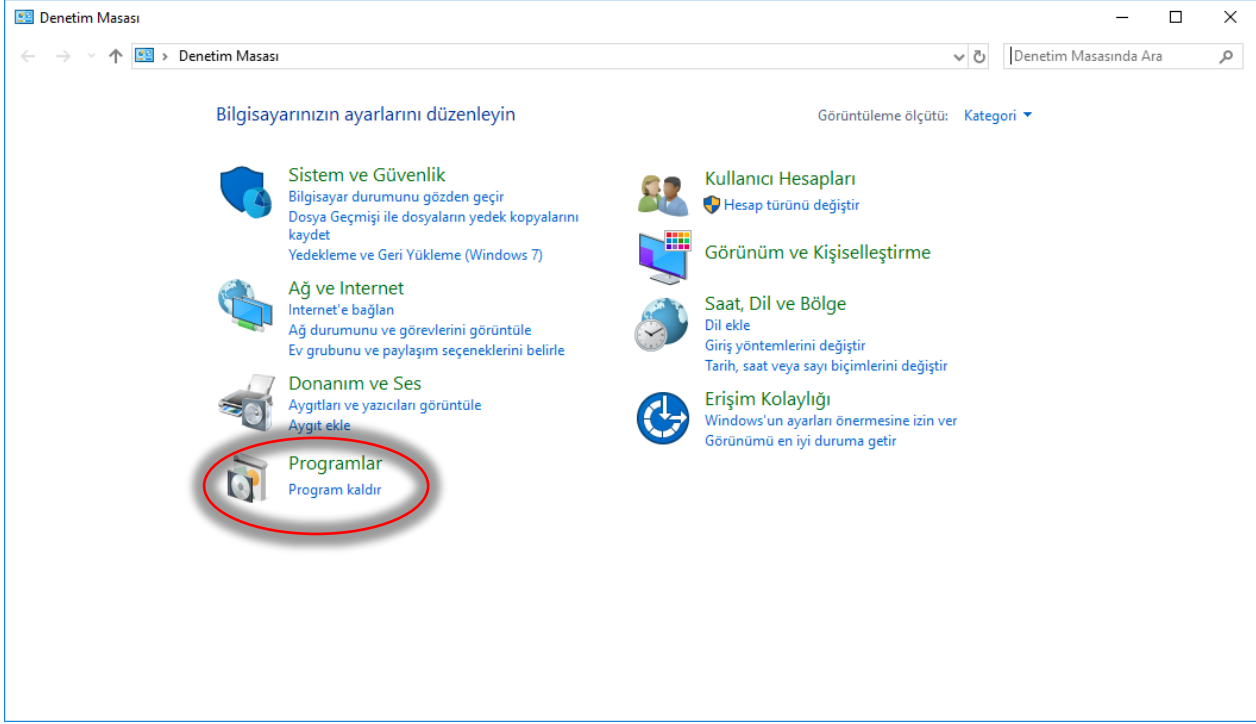 Denetim Masası
Denetim Masası
Denetim Masasında Ara
Bilgisayarınızın ayarlarını düzenleyin
Görüntüleme ölçütü: Kategori
Sistem ve Güvenlik
Bilgisayar durumunu gözden geçir
Dosya Geçmişi ile dosyaların yedek kopyalarını
kaydet
Yedekleme ve Geri Yükleme (Windows 7)
Ağ ve Internet
Internet'e bağlan
Ağ durumunu ve görevlerini görüntüle
Ev grubunu ve paylaşım seçeneklerini belirle
Donanım ve Ses
Aygıtları ve yazıcıları görüntüle
Aygıt ekle
Programlar
Program kaldır
Kullanıcı Hesapları
Hesap türünü değiştir
Görünüm ve Kişiselleştirme
Saat, Dil ve Bölge
Dil ekle
Giriş yöntemlerini değiştir
Tarih, saat veya sayı biçimlerini değiştir
Erişim Kolaylığı
Windows'un ayarları önermesine izin ver
Görünümü en iyi duruma getir